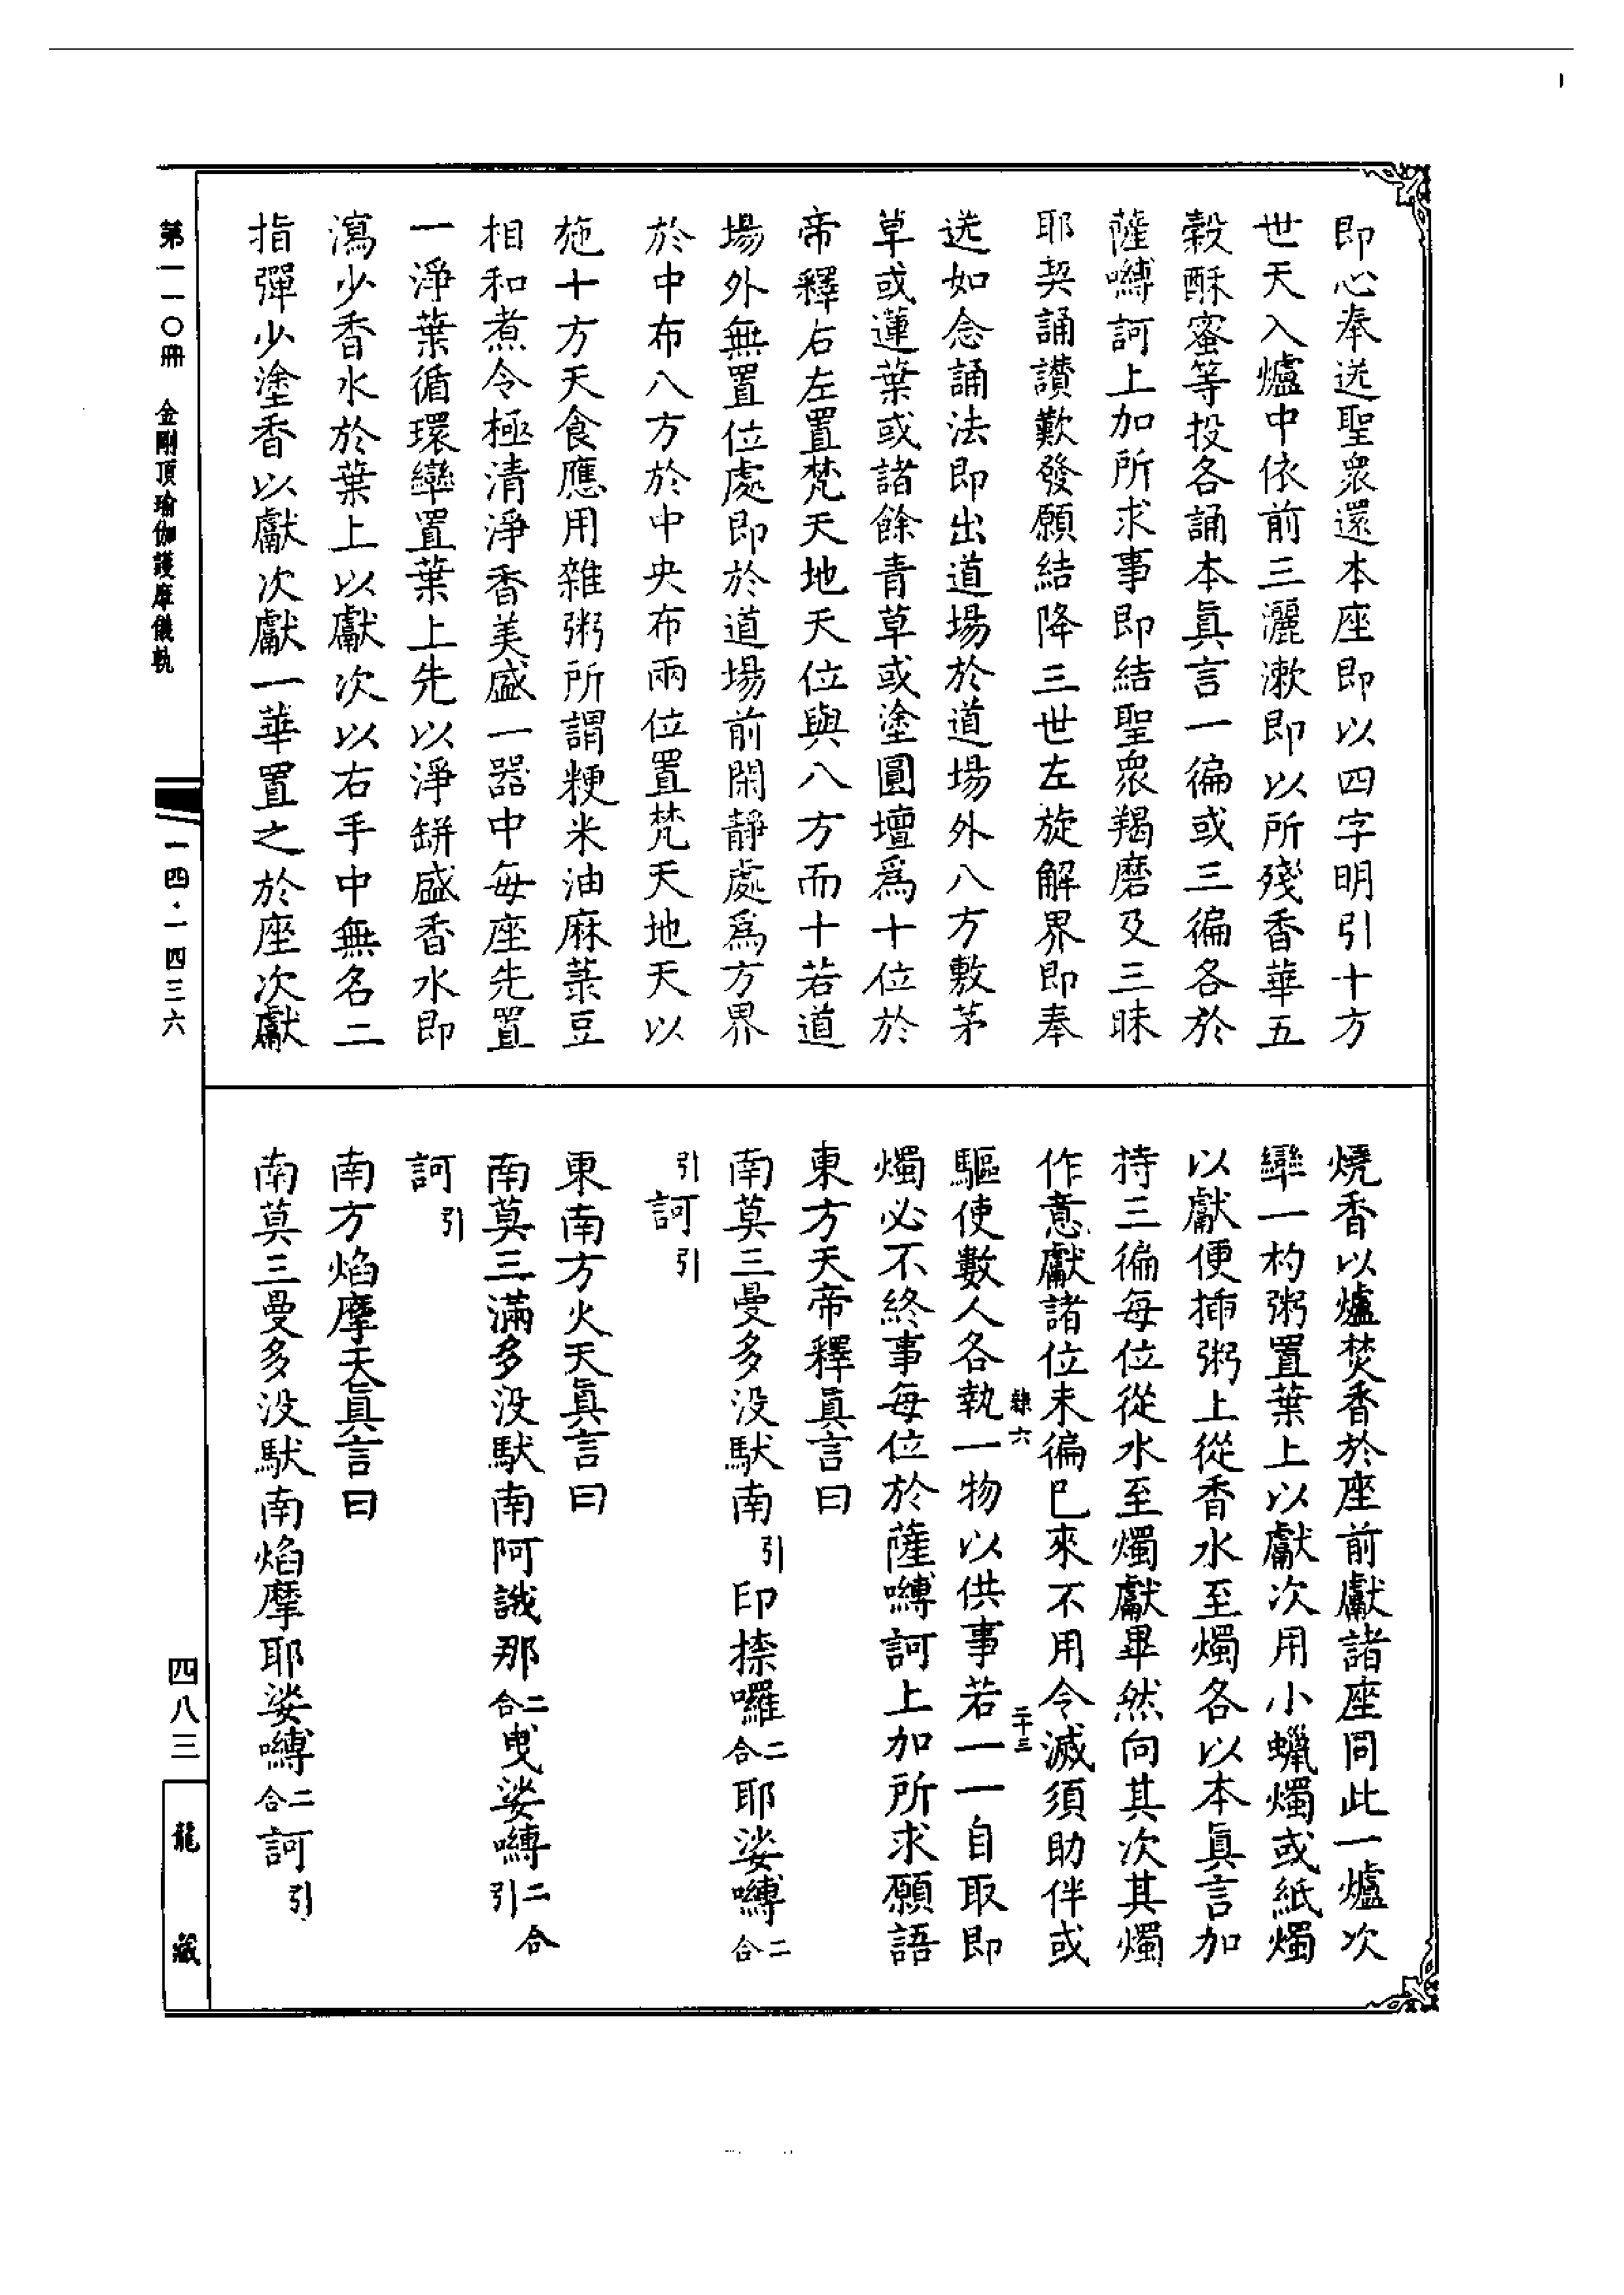 即心奉送聖衆還本座即以四字明引十方
世天入爐中依前三灑漱即以所殘香華五
穀酥蜜等投各誦本眞言一徧或三徧各於
薩嚩訶上加所求事即結聖衆羯磨及三昧
耶契誦讃歎發願結降三世左旋解界即奉
送如念誦法即出道場於道場外八方敷茅
草或蓮葉或諸餘青草或塗圓壇爲十位於
帝釋右左置梵天地天位與八方而十若道
場外無置位處即於道場前閑靜處爲方界
於中布八方於中央布兩位置梵天地天以
施十方天食應用雜粥所謂粳米油麻菉豆
相和煮令極清淨香美盛一器中每座先置
一淨葉循環䜌置葉上先以淨缾盛香水即
瀉少香水於葉上以獻次以右手中無名二
指彈少塗香以獻次獻一華置之於座次獻
燒香以爐焚香於座前獻諸座同此一爐次
䜌一杓粥置葉上以獻次用小蠟燭或紙燭
以獻便揷粥上從香水至燭各以本眞言加
持三徧每位從水至燭獻畢然向其次其燭
作意獻諸位未徧已來不用令滅須助伴或
六 二十三
驅使數人各執一物以供事若一一自取即
燭必不終事每位於薩嚩訶上加所求願語
東方天帝釋眞言曰
南莫三曼多没馱南引印捺囉二合耶娑嚩二合
引訶引
東南方火天眞言曰
南莫三滿多没馱南阿誐那二合曳娑嚩二合引
訶引
南方焰摩天眞言曰
南莫三曼多没馱南焰摩耶娑嚩二合訶引
第一一〇冊 金剛頂瑜伽護摩儀軌
一四·一四三六
四八三
龍藏